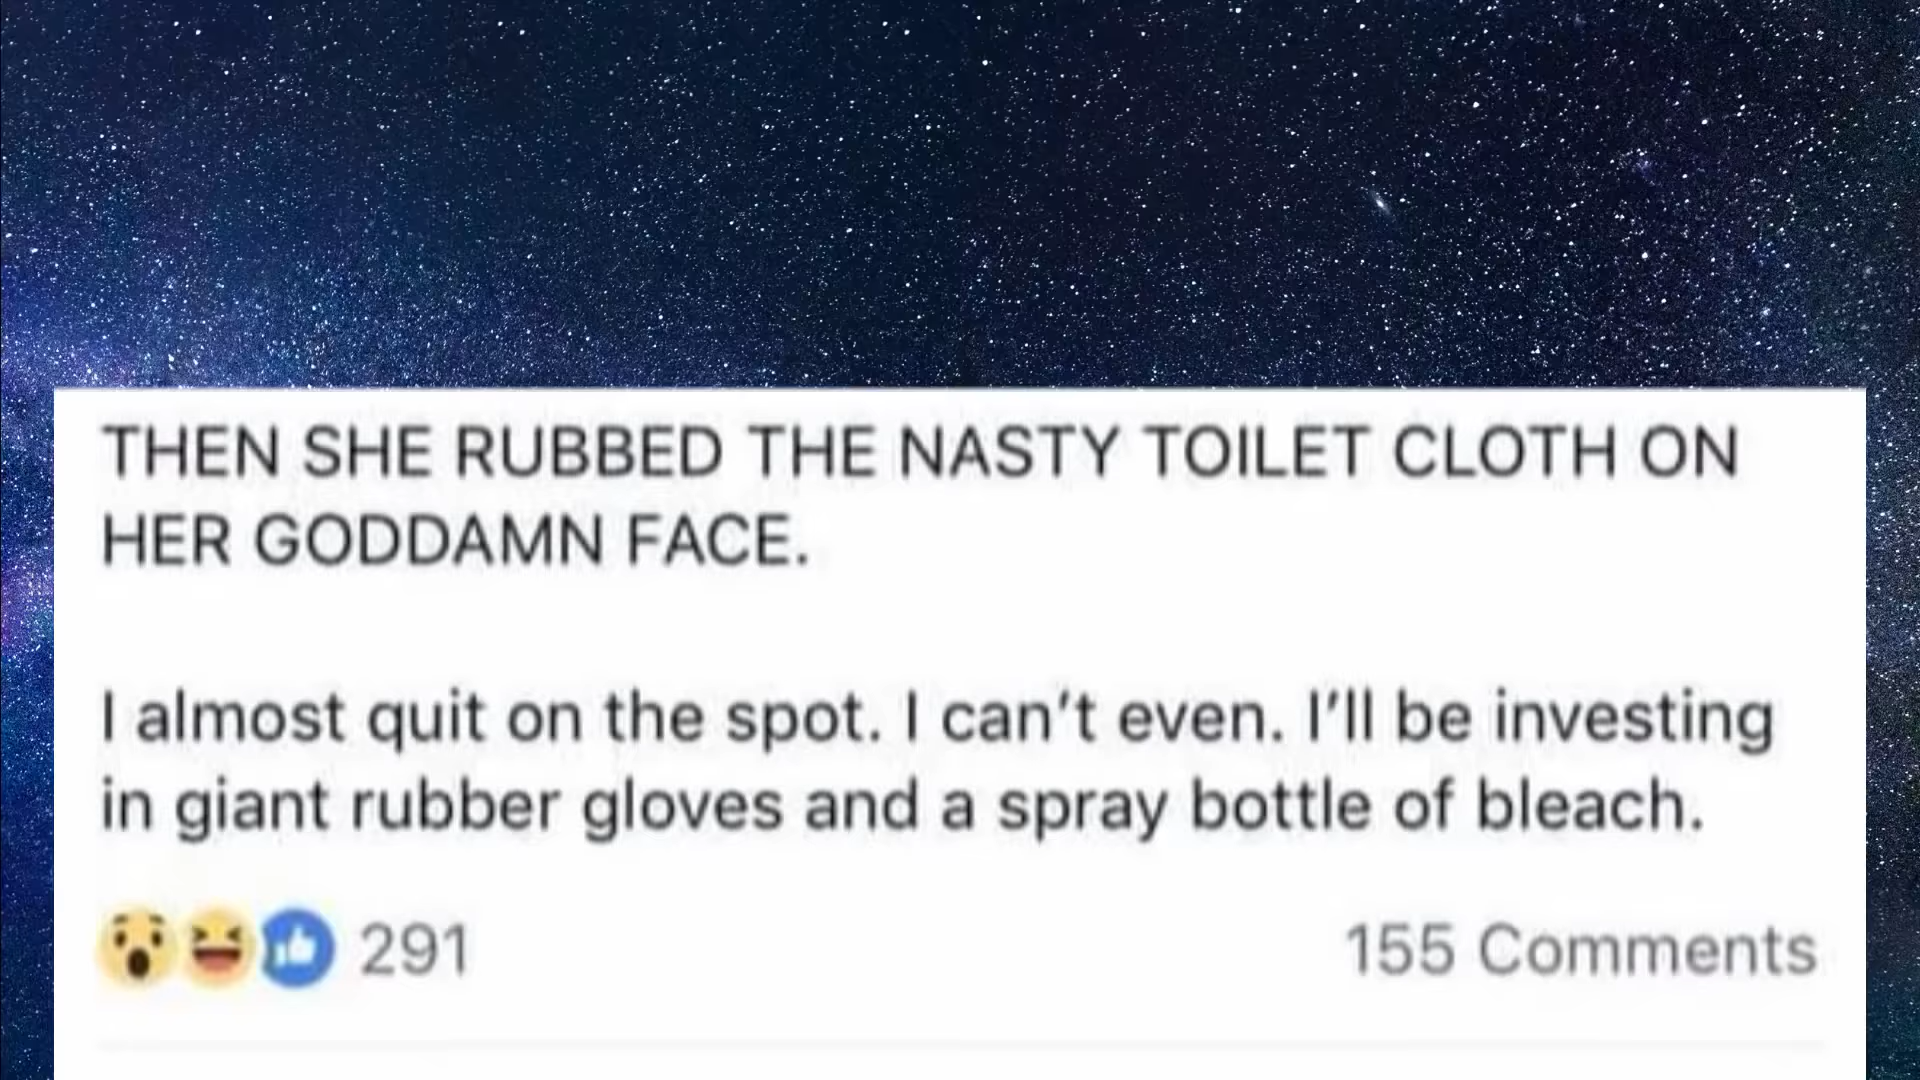 THEN SHE RUBBED THE NASTY TOILET CLOTH ON
HER GODDAMN FACE.
I almost quit on the spot. I can’t even. I’ll be investing
in giant rubber gloves and a spray bottle of bleach.
291 155 Comments